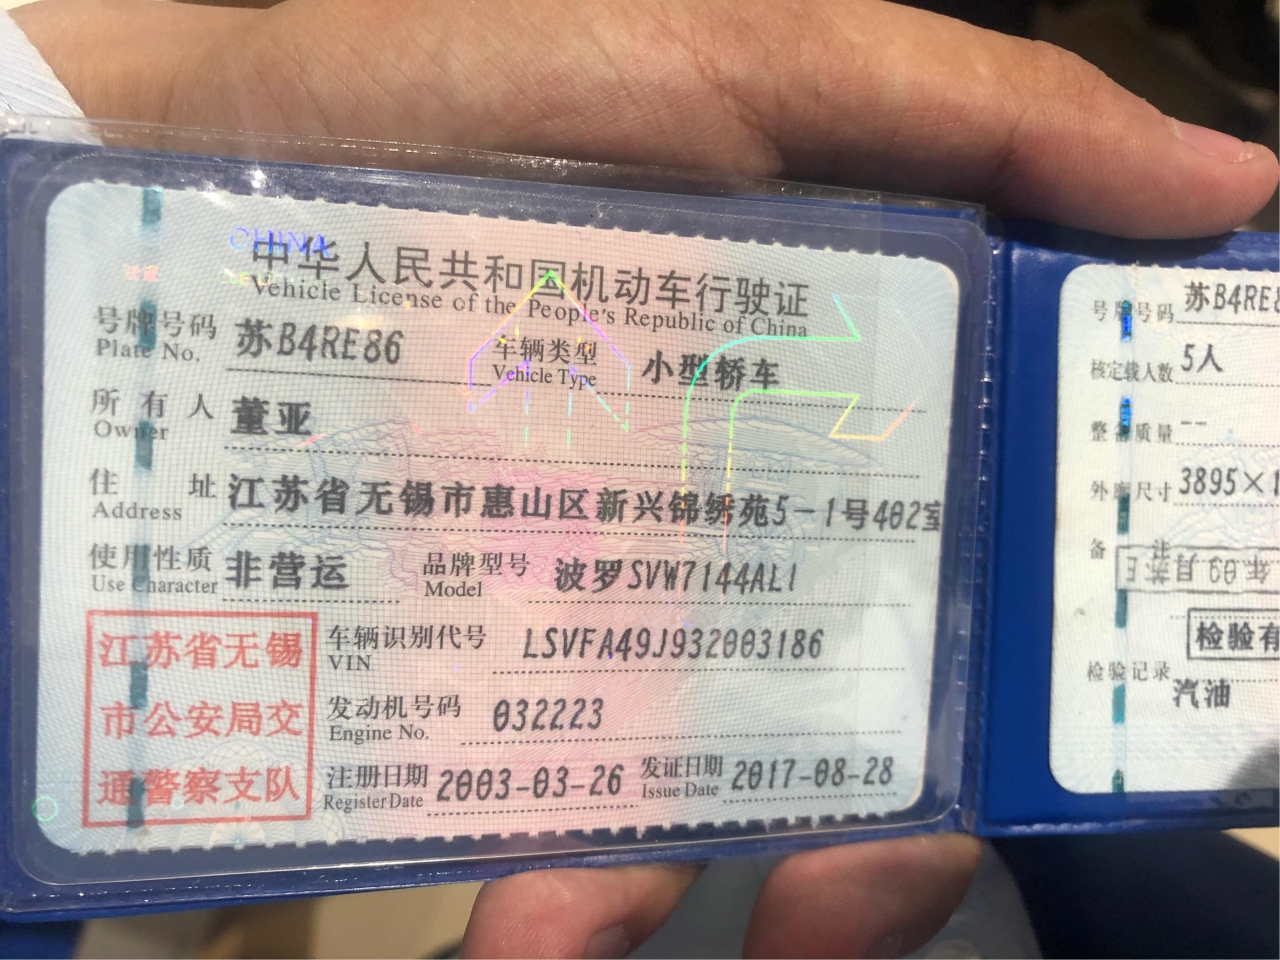 中华人民共和国机动车行驶证
Vehicle License of the People's Republic of China
号牌号码 苏B4RE86 车辆类型 小型轿车
Plate No. Vehicle Type
所有人 董亚
Owner
住址 江苏省无锡市惠山区新兴锦绣苑5-1号402室
Address
使用性质 非营运 品牌型号 波罗SVW7144ALI
Use Character Model
江苏省无锡
市公安局交
通警察支队
车辆识别代号 LSVFA49J932003186
VIN
发动机号码 032223
Engine No.
注册日期 2003-03-26 发证日期 2017-08-28
Register Date Issue Date
CHINA
号牌号码 苏B4RE8
核定载人数 5人
整备质量 --
外廓尺寸 3895×1
备注
检验有
检验记录
汽油